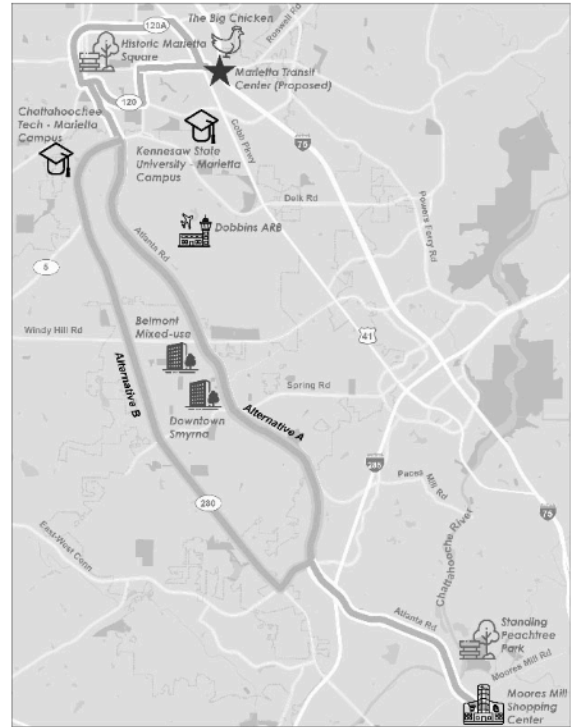 The Big Chicken
120A
Roswell Rd
Historic Marietta
Square
Marietta Transit
Center (Proposed)
120
Chattahoochee
Tech - Marietta
Campus
Kennesaw State
University - Marietta
Campus
Cobb Pkwy
75
Delk Rd
Powers Ferry Rd
Dobbins ARB
Atlanta Rd
5
Windy Hill Rd
Belmont
Mixed-use
41
Alternative B
Spring Rd
Downtown
Smyrna
Alternative A
285
Paces
Mill Rd
280
75
East-West Conn
Chattahooche River
Atlanta Rd
Standing
Peachtree
Park
Moores Mill Rd
Moores Mill
Shopping
Center